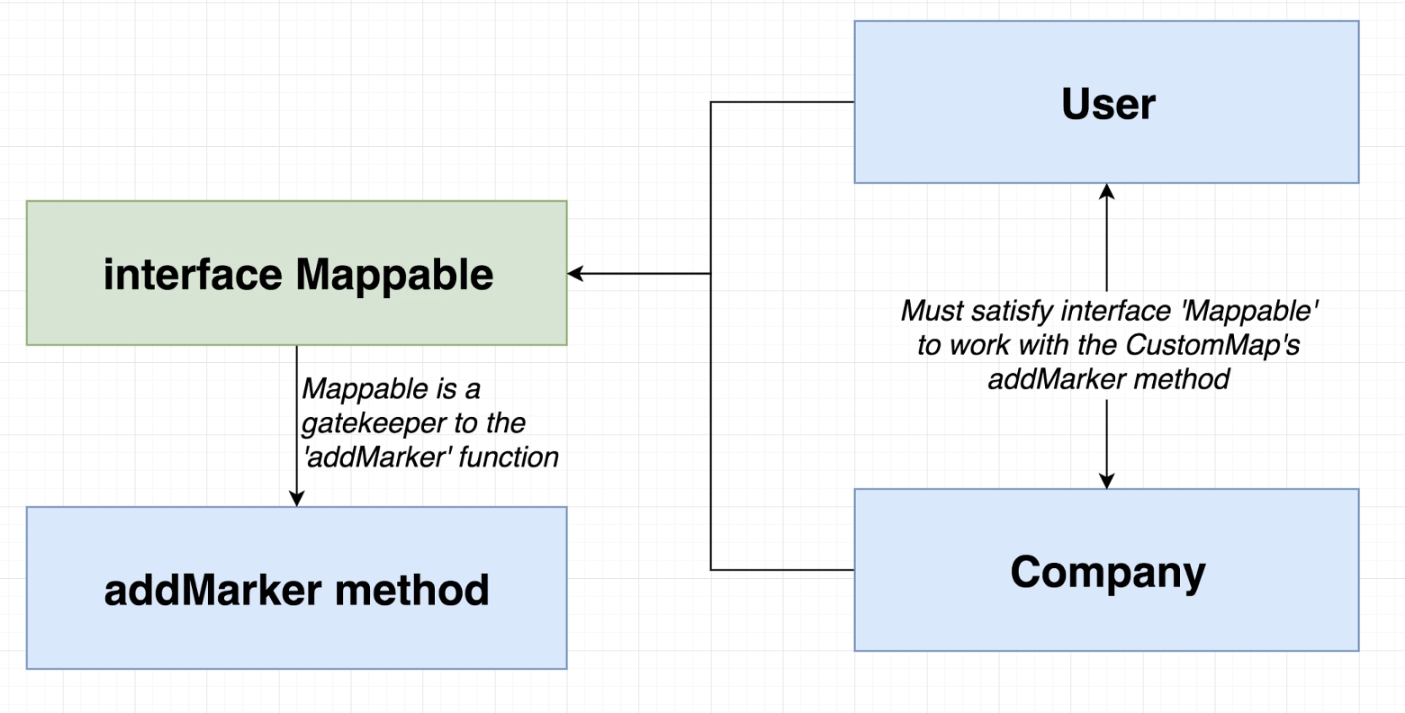 User
interface Mappable
Must satisfy interface 'Mappable'
to work with the CustomMap's
addMarker method
Mappable is a
gatekeeper to the
'addMarker' function
addMarker method
Company